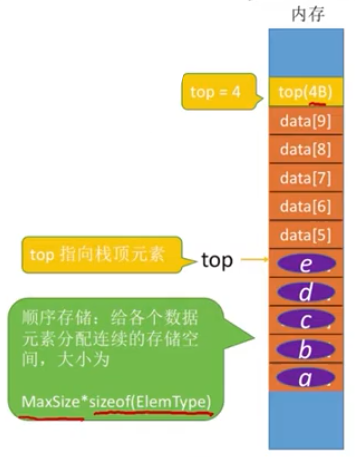 内存
top = 4
top(4B)
data[9]
data[8]
data[7]
data[6]
data[5]
top 指向栈顶元素
top
e
d
c
b
a
顺序存储：给各个数据
元素分配连续的存储空
间，大小为
MaxSize*sizeof(ElemType)